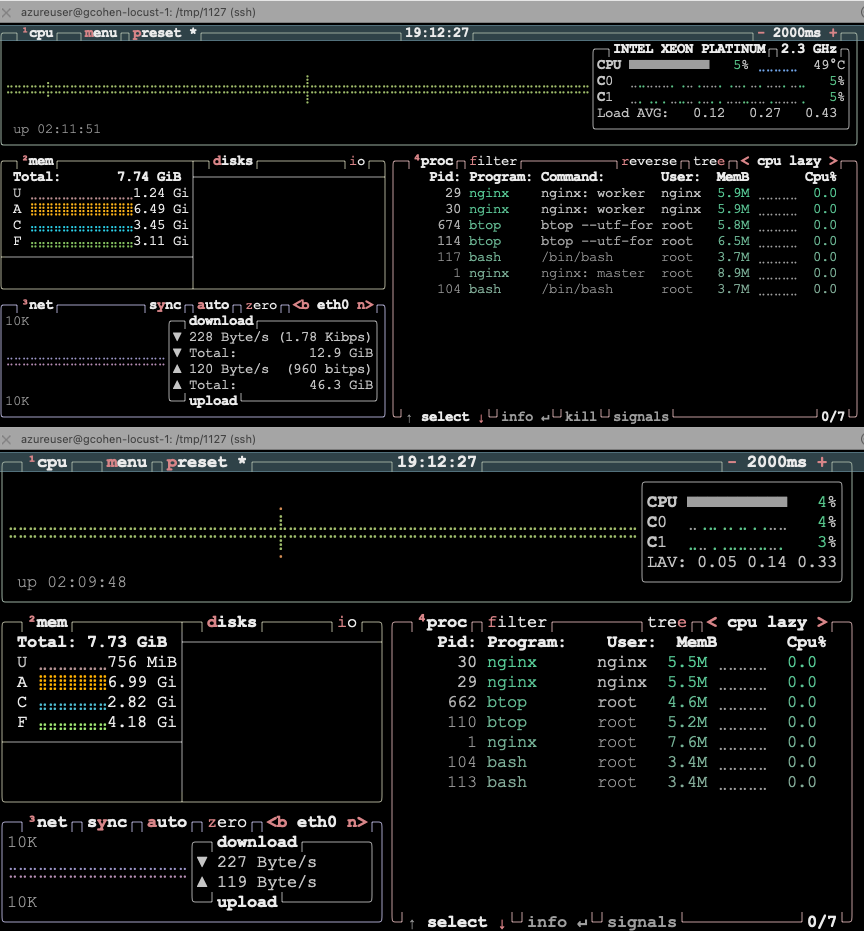 azureuser@gcohen-locust-1: /tmp/1127 (ssh)
¹cpu menu preset * 19:12:27 - 2000ms +
INTEL XEON PLATINUM 2.3 GHz
CPU 5% 49°C
C0 5%
C1 5%
Load AVG: 0.12 0.27 0.43
up 02:11:51
²mem disks io
Total: 7.74 GiB
U 1.24 Gi
A 6.49 Gi
C 3.45 Gi
F 3.11 Gi
⁴proc filter reverse tree < cpu lazy >
Pid: Program: Command: User: MemB Cpu%
29 nginx nginx: worker nginx 5.9M 0.0
30 nginx nginx: worker nginx 5.9M 0.0
674 btop btop --utf-for root 5.8M 0.0
114 btop btop --utf-for root 6.5M 0.0
117 bash /bin/bash root 3.7M 0.0
1 nginx nginx: master root 8.9M 0.0
104 bash /bin/bash root 3.7M 0.0
³net sync auto zero <b eth0 n>
10K
download
▼ 228 Byte/s (1.78 Kibps)
▼ Total: 12.9 GiB
▲ 120 Byte/s (960 bitps)
▲ Total: 46.3 GiB
10K
upload
↑ select ↓ info ↵ kill signals 0/7
azureuser@gcohen-locust-1: /tmp/1127 (ssh)
¹cpu menu preset * 19:12:27 - 2000ms +
CPU 4%
C0 4%
C1 3%
LAV: 0.05 0.14 0.33
up 02:09:48
²mem disks io
Total: 7.73 GiB
U 756 MiB
A 6.99 Gi
C 2.82 Gi
F 4.18 Gi
⁴proc filter tree < cpu lazy >
Pid: Program: User: MemB Cpu%
30 nginx nginx 5.5M 0.0
29 nginx nginx 5.5M 0.0
662 btop root 4.6M 0.0
110 btop root 5.2M 0.0
1 nginx root 7.6M 0.0
104 bash root 3.4M 0.0
113 bash root 3.4M 0.0
³net sync auto zero <b eth0 n>
10K
download
▼ 227 Byte/s
▲ 119 Byte/s
10K
upload
↑ select ↓ info ↵ signals 0/7